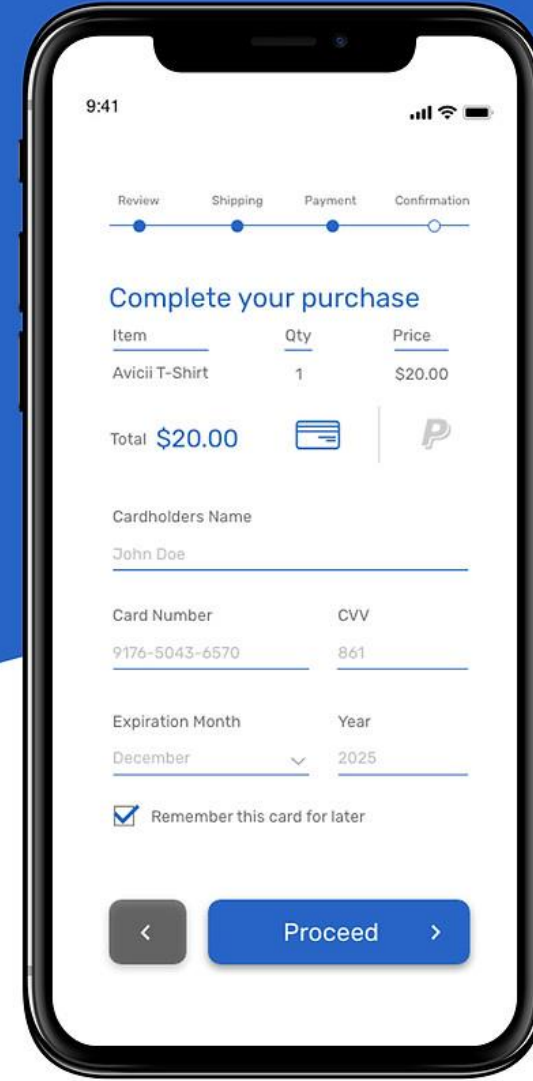 9:41
Review Shipping Payment Confirmation
Complete your purchase
Item Qty Price
Avicii T-Shirt 1 $20.00
Total $20.00
Cardholders Name
John Doe
Card Number CVV
9176-5043-6570 861
Expiration Month Year
December 2025
Remember this card for later
Proceed